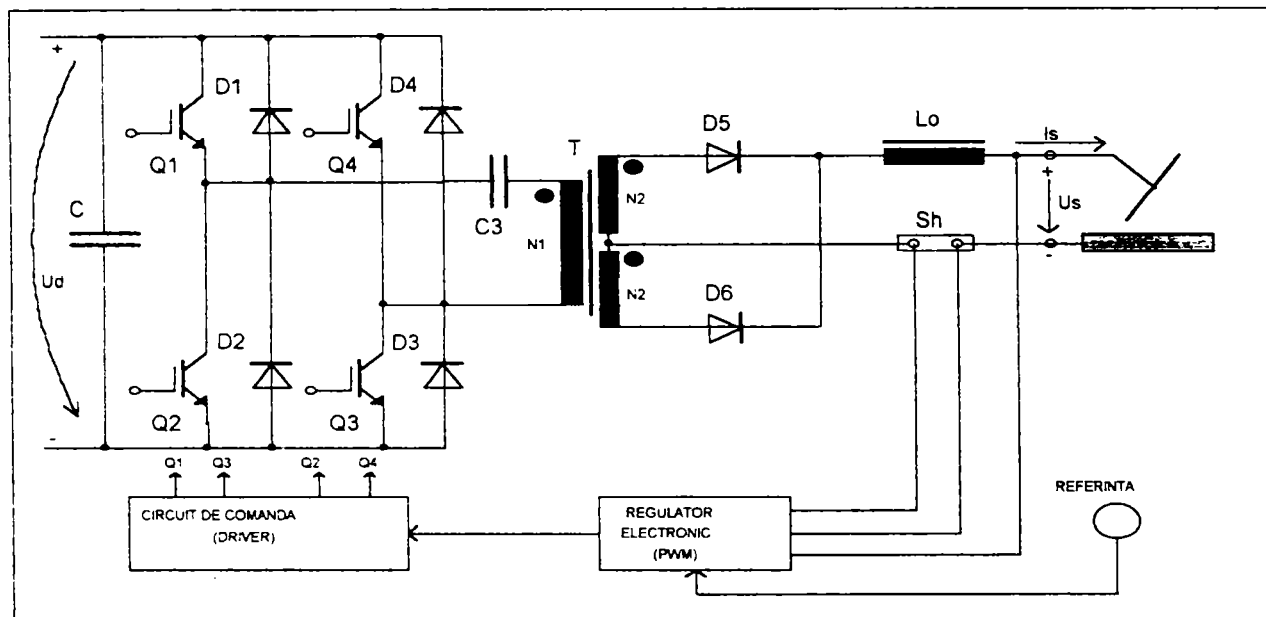 +
D1
D4
Q1
Q4
C
Ud
C3
T
N1
N2
N2
D5
D6
Lo
Is
+
Us
-
Sh
D2
D3
Q2
Q3
-
Q1
Q3
Q2
Q4
CIRCUIT DE COMANDA
(DRIVER)
REGULATOR
ELECTRONIC
(PWM)
REFERINTA